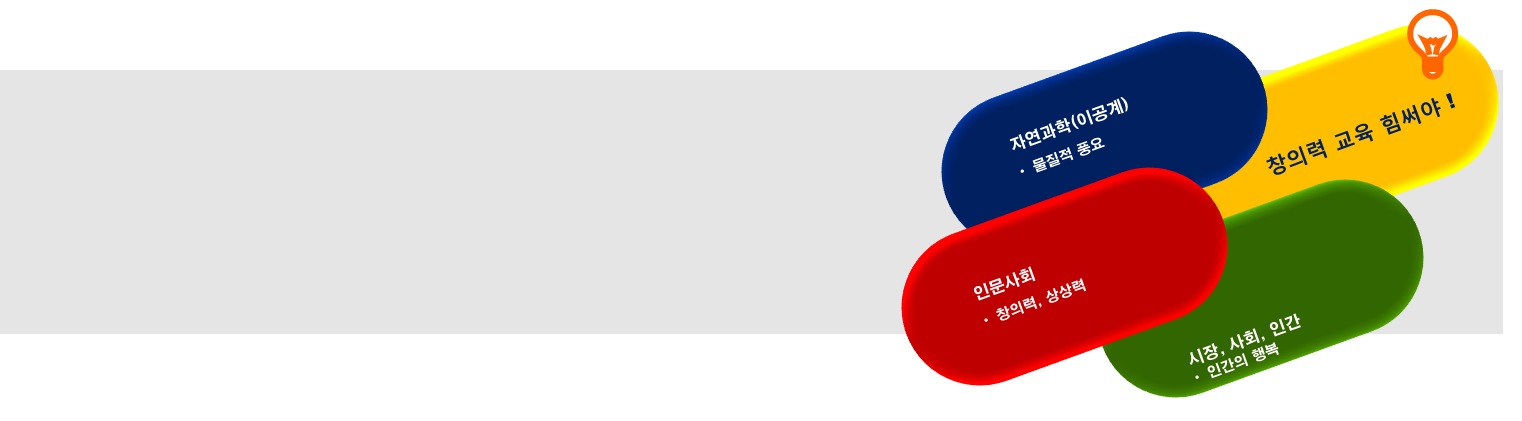 자연과학(이공계)
• 물질적 풍요
창의력 교육 힘써야 !
인문사회
• 창의력, 상상력
시장, 사회, 인간
• 인간의 행복